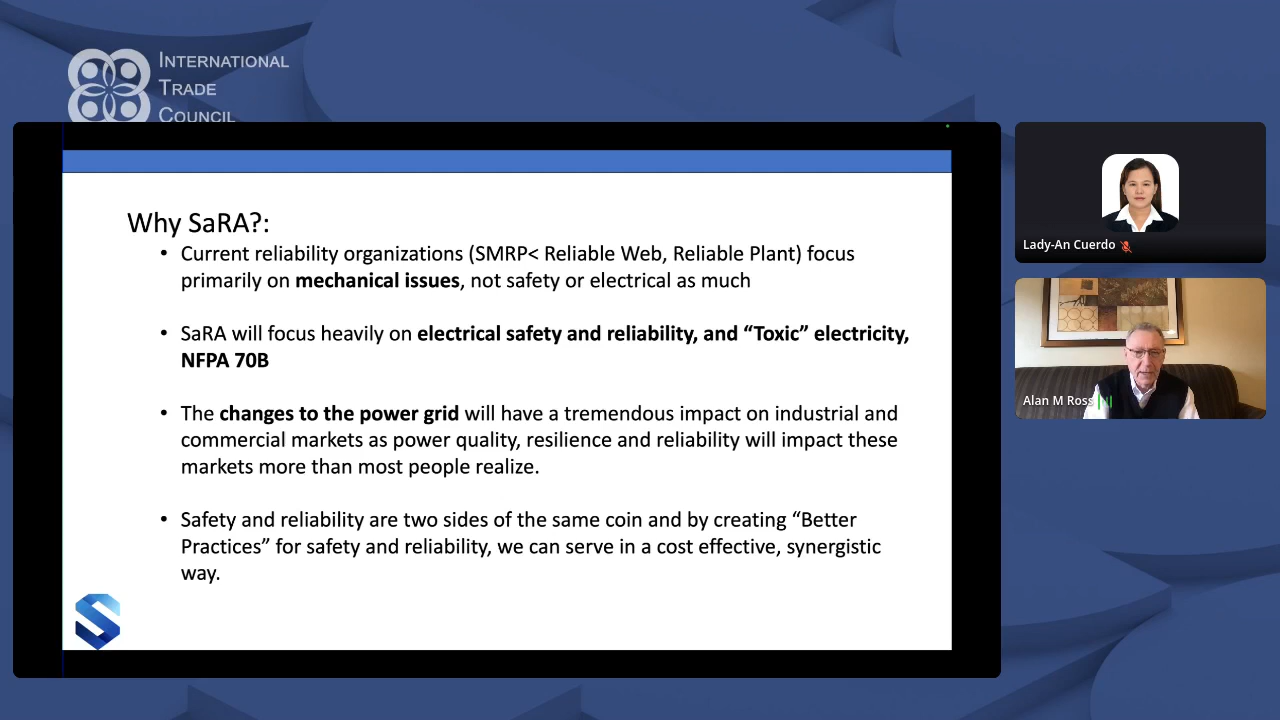 INTERNATIONAL
TRADE
COUNCIL
Why SaRA?:
• Current reliability organizations (SMRP< Reliable Web, Reliable Plant) focus
primarily on mechanical issues, not safety or electrical as much
• SaRA will focus heavily on electrical safety and reliability, and “Toxic” electricity,
NFPA 70B
• The changes to the power grid will have a tremendous impact on industrial and
commercial markets as power quality, resilience and reliability will impact these
markets more than most people realize.
• Safety and reliability are two sides of the same coin and by creating “Better
Practices” for safety and reliability, we can serve in a cost effective, synergistic
way.
Lady-An Cuerdo
Alan M Ross